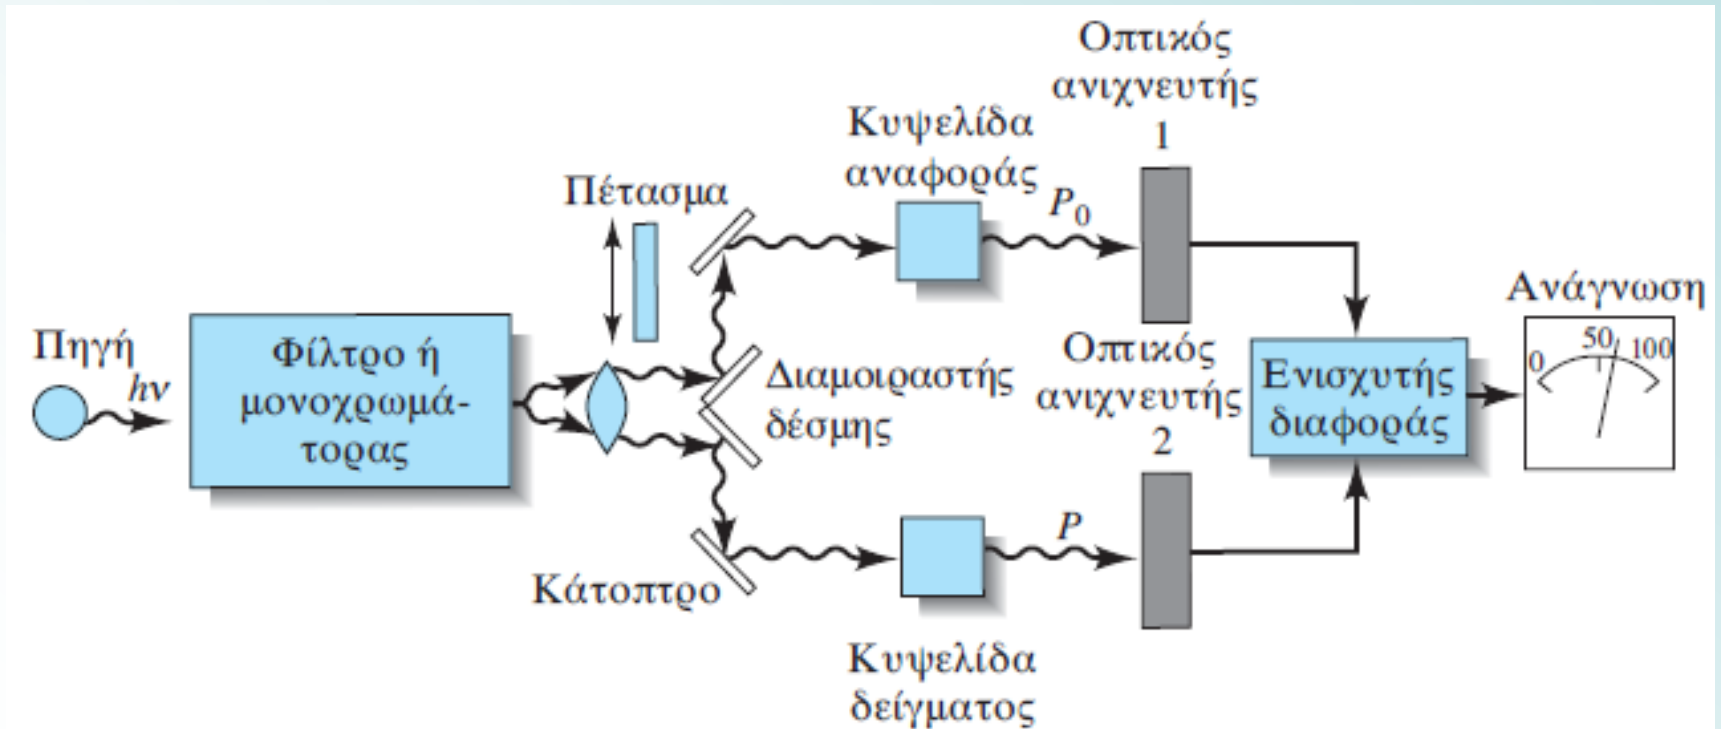 Πηγή
hν
Φίλτρο ή
μονοχρωμά-
τορας
Πέτασμα
Διαμοιραστής
δέσμης
Κάτοπτρο
Κυψελίδα
αναφοράς
P0
Οπτικός
ανιχνευτής
1
Κυψελίδα
δείγματος
P
Οπτικός
ανιχνευτής
2
Ενισχυτής
διαφοράς
Ανάγνωση
0 50 100